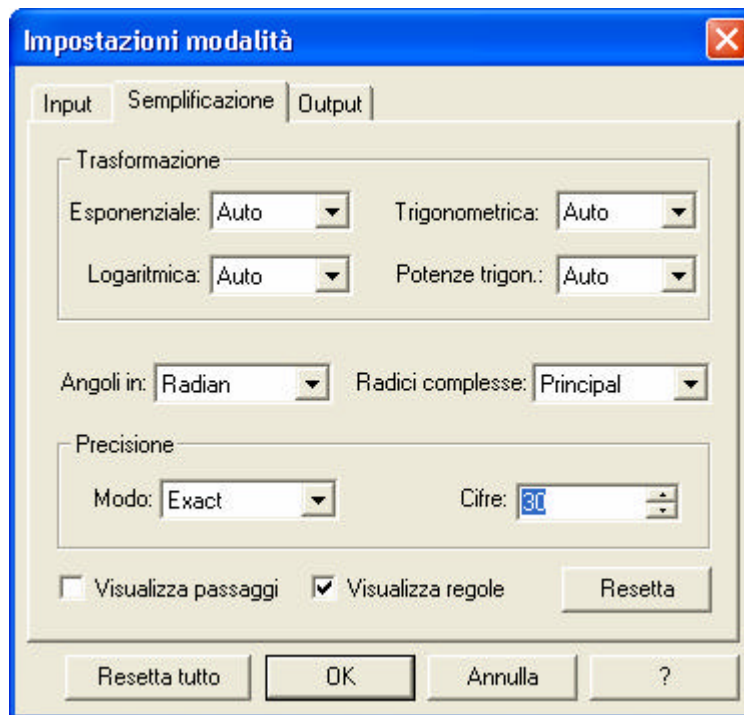 Impostazioni modalità
Input Semplificazione Output
Trasformazione
Esponenziale: Auto Trigonometrica: Auto
Logaritmica: Auto Potenze trigon.: Auto
Angoli in: Radian Radici complesse: Principal
Precisione
Modo: Exact Cifre: 30
Visualizza passaggi Visualizza regole Resetta
Resetta tutto OK Annulla ?